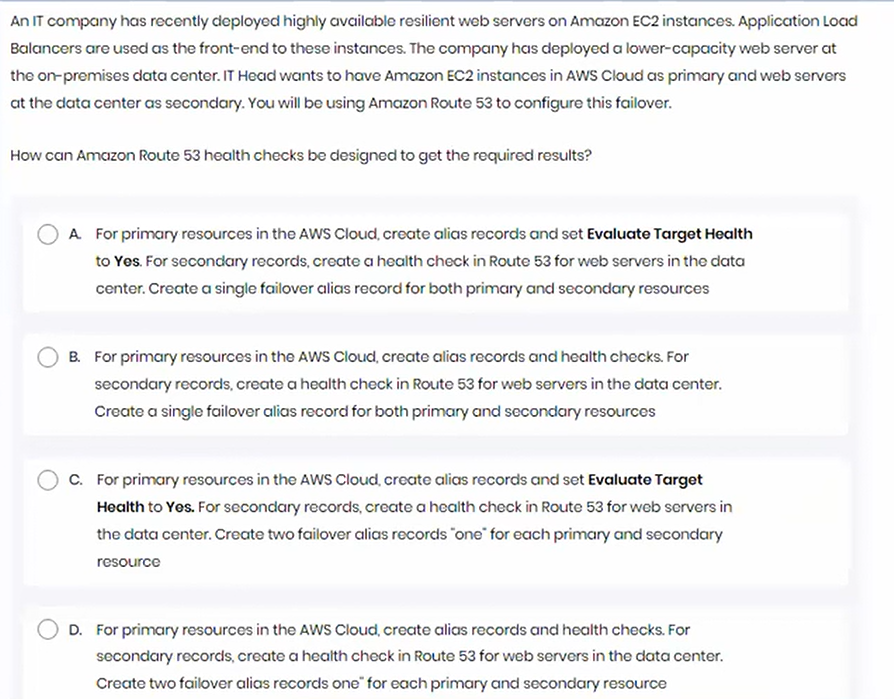 An IT company has recently deployed highly available resilient web servers on Amazon EC2 instances. Application Load
Balancers are used as the front-end to these instances. The company has deployed a lower-capacity web server at
the on-premises data center. IT Head wants to have Amazon EC2 instances in AWS Cloud as primary and web servers
at the data center as secondary. You will be using Amazon Route 53 to configure this failover.
How can Amazon Route 53 health checks be designed to get the required results?
A. For primary resources in the AWS Cloud, create alias records and set Evaluate Target Health
to Yes. For secondary records, create a health check in Route 53 for web servers in the data
center. Create a single failover alias record for both primary and secondary resources
B. For primary resources in the AWS Cloud, create alias records and health checks. For
secondary records, create a health check in Route 53 for web servers in the data center.
Create a single failover alias record for both primary and secondary resources
C. For primary resources in the AWS Cloud, create alias records and set Evaluate Target
Health to Yes. For secondary records, create a health check in Route 53 for web servers in
the data center. Create two failover alias records "one" for each primary and secondary
resource
D. For primary resources in the AWS Cloud, create alias records and health checks. For
secondary records, create a health check in Route 53 for web servers in the data center.
Create two failover alias records one" for each primary and secondary resource